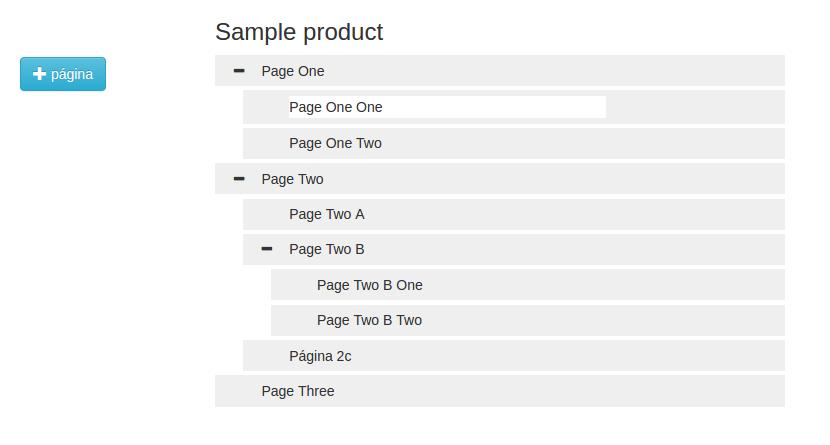 Sample product
página
Page One
Page One One
Page One Two
Page Two
Page Two A
Page Two B
Page Two B One
Page Two B Two
Página 2c
Page Three